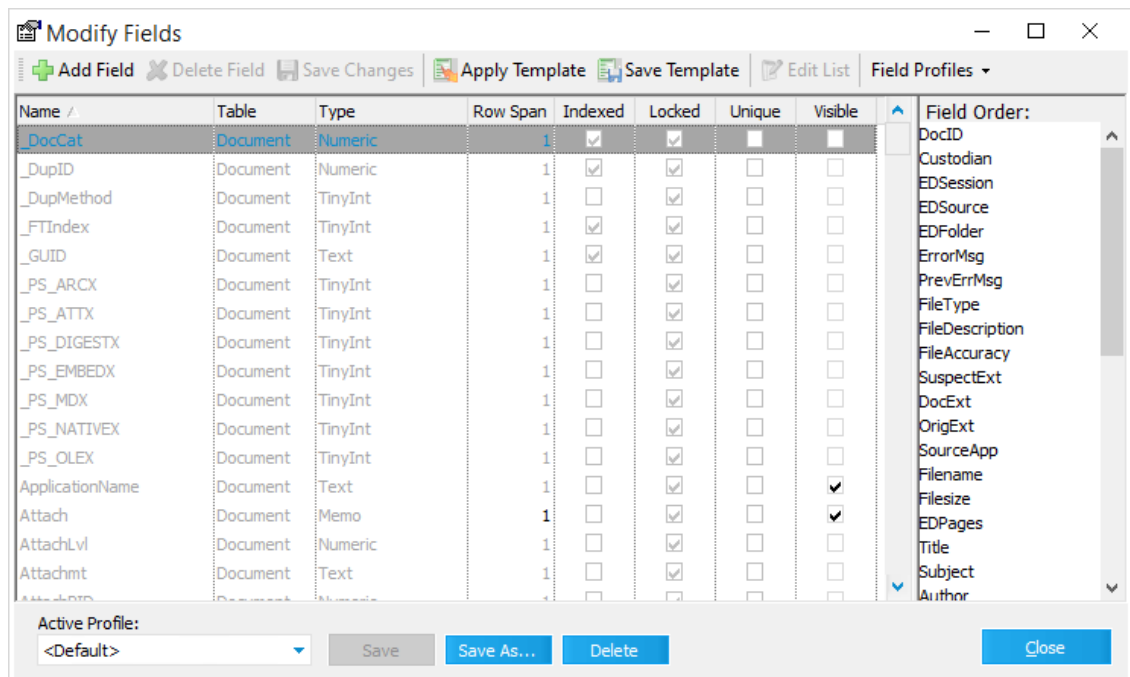 Modify Fields
Add Field Delete Field Save Changes Apply Template Save Template Edit List Field Profiles
Name Table Type Row Span Indexed Locked Unique Visible
_DocCat Document Numeric 1
_DupID Document Numeric 1
_DupMethod Document TinyInt 1
_FTIndex Document TinyInt 1
_GUID Document Text 1
_PS_ARCX Document TinyInt 1
_PS_ATTX Document TinyInt 1
_PS_DIGESTX Document TinyInt 1
_PS_EMBEDX Document TinyInt 1
_PS_MDX Document TinyInt 1
_PS_NATIVEX Document TinyInt 1
_PS_OLEX Document TinyInt 1
ApplicationName Document Text 1
Attach Document Memo 1
AttachLvl Document Numeric 1
Attachmt Document Text 1
Field Order:
DocID
Custodian
EDSession
EDSource
EDFolder
ErrorMsg
PrevErrMsg
FileType
FileDescription
FileAccuracy
SuspectExt
DocExt
OrigExt
SourceApp
Filename
Filesize
EDPages
Title
Subject
Author
Active Profile:
<Default> Save Save As... Delete Close